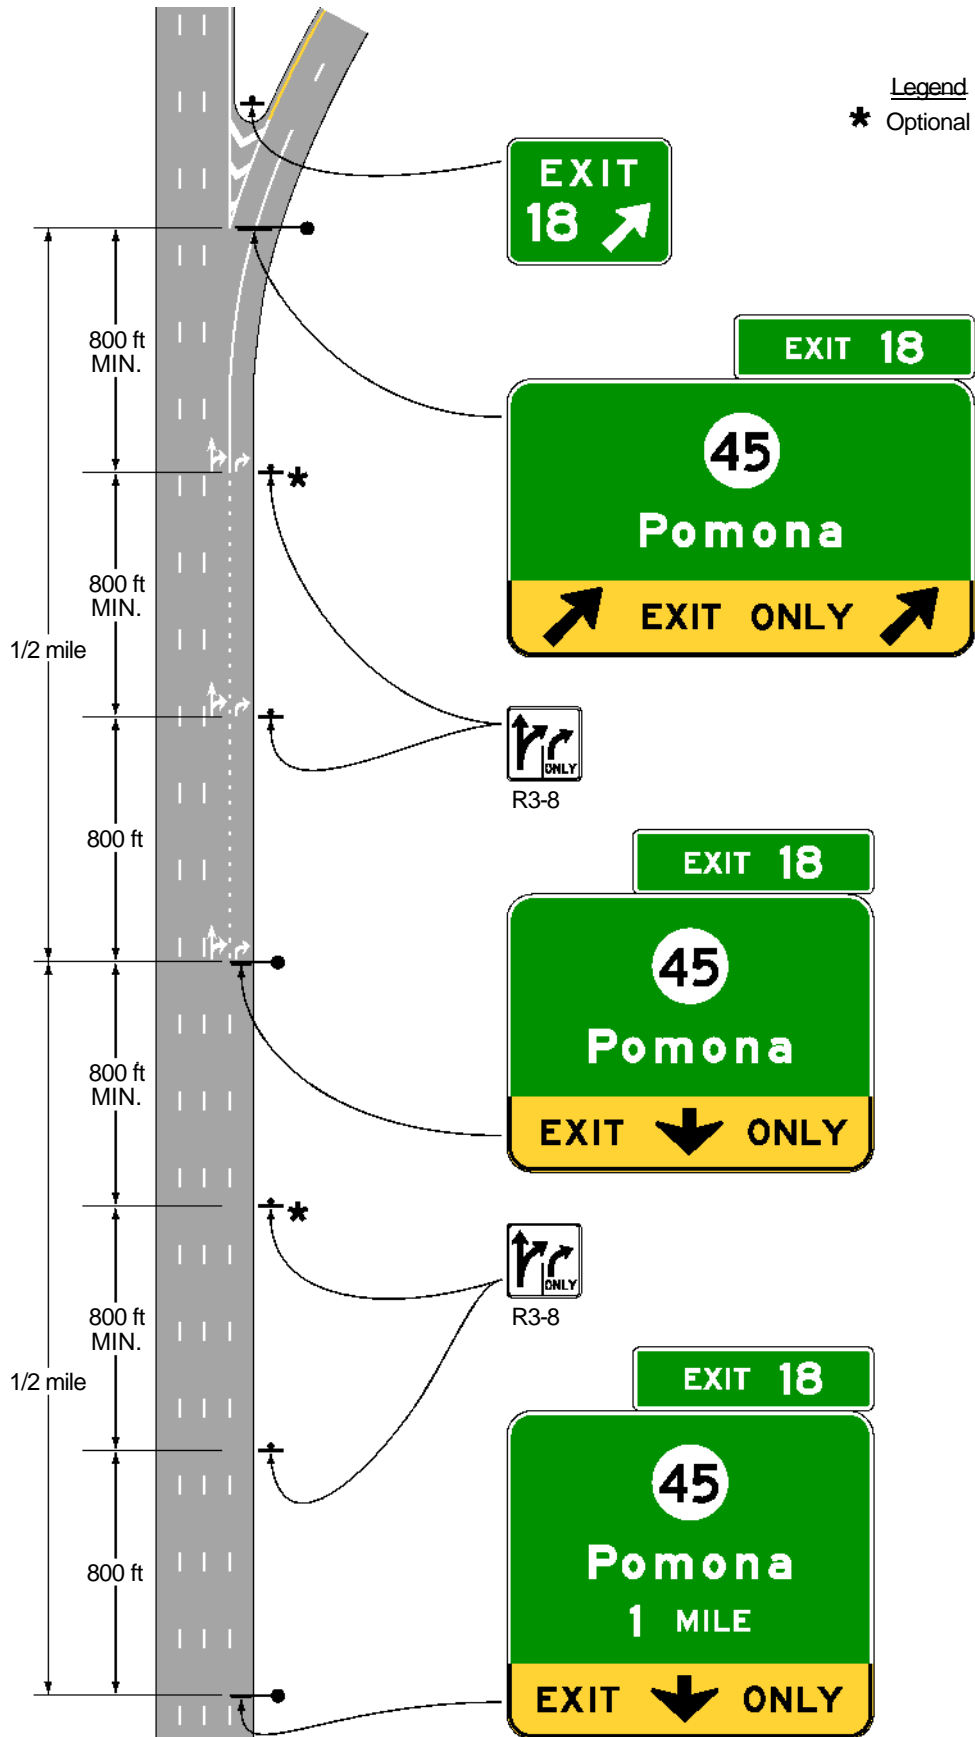 Legend
* Optional
EXIT
18
EXIT 18
800 ft
MIN.
45
Pomona
*
EXIT ONLY
800 ft
MIN.
1/2 mile
ONLY
R3-8
800 ft
EXIT 18
45
Pomona
800 ft
MIN.
EXIT ONLY
*
ONLY
R3-8
800 ft
MIN.
1/2 mile
EXIT 18
45
Pomona
800 ft
1 MILE
EXIT ONLY